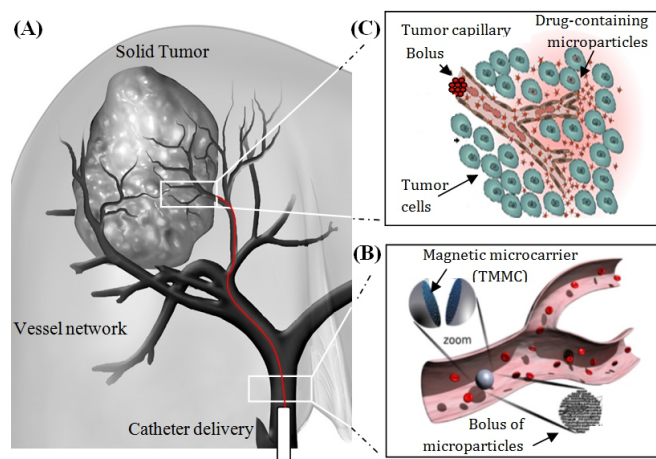 (A)
Solid Tumor
Vessel network
Catheter delivery
(C)
Tumor capillary
Bolus
Drug-containing
microparticles
Tumor
cells
(B)
Magnetic microcarrier
(TMMC)
zoom
Bolus of
microparticles